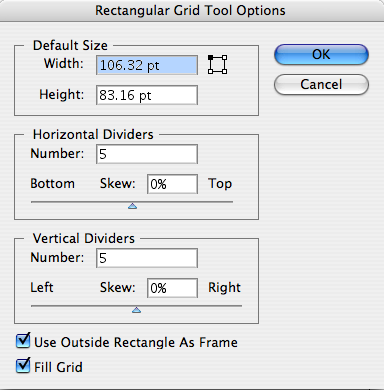 Rectangular Grid Tool Options
Default Size
Width: 106.32 pt
Height: 83.16 pt
OK
Cancel
Horizontal Dividers
Number: 5
Bottom Skew: 0% Top
Vertical Dividers
Number: 5
Left Skew: 0% Right
Use Outside Rectangle As Frame
Fill Grid